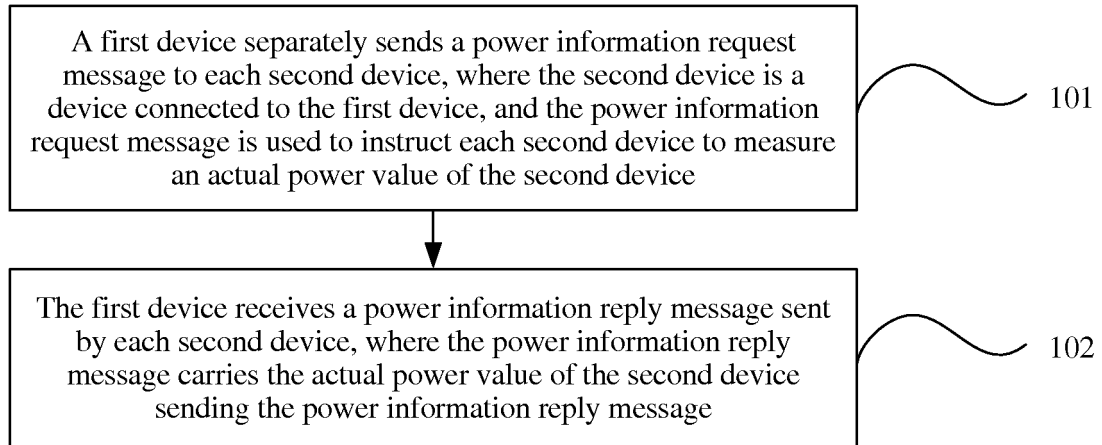 A first device separately sends a power information request
message to each second device, where the second device is a
device connected to the first device, and the power information
request message is used to instruct each second device to measure
an actual power value of the second device
101
The first device receives a power information reply message sent
by each second device, where the power information reply
message carries the actual power value of the second device
sending the power information reply message
102